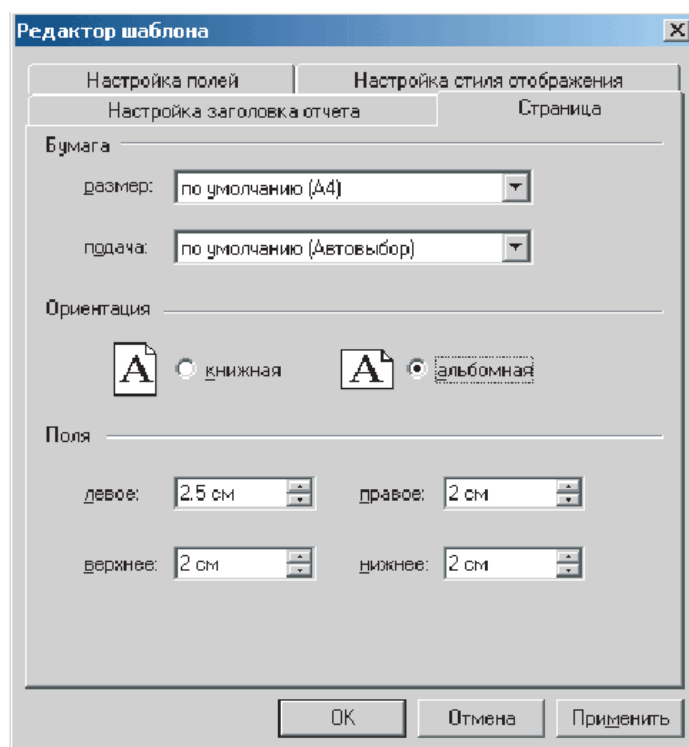 Редактор шаблона
Настройка полей Настройка стиля отображения
Настройка заголовка отчета Страница
Бумага
размер: по умолчанию (A4)
подача: по умолчанию (Автовыбор)
Ориентация
A книжная A альбомная
Поля
левое: 2.5 см правое: 2 см
верхнее: 2 см нижнее: 2 см
OK Отмена Применить